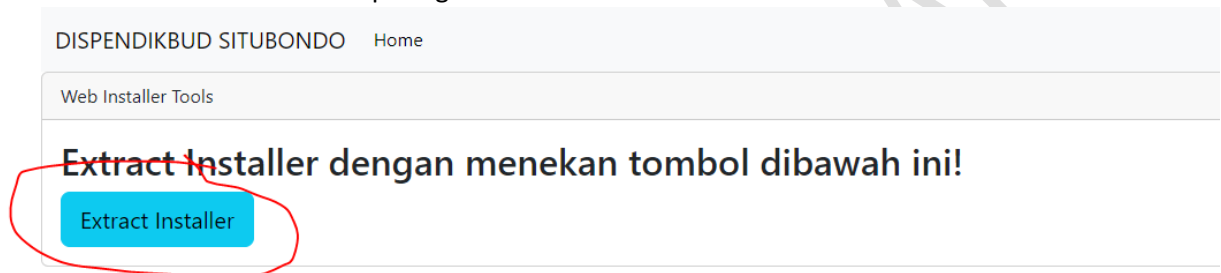 DISPENDIKBUD SITUBONDO Home
Web Installer Tools
Extract Installer dengan menekan tombol dibawah ini!
Extract Installer